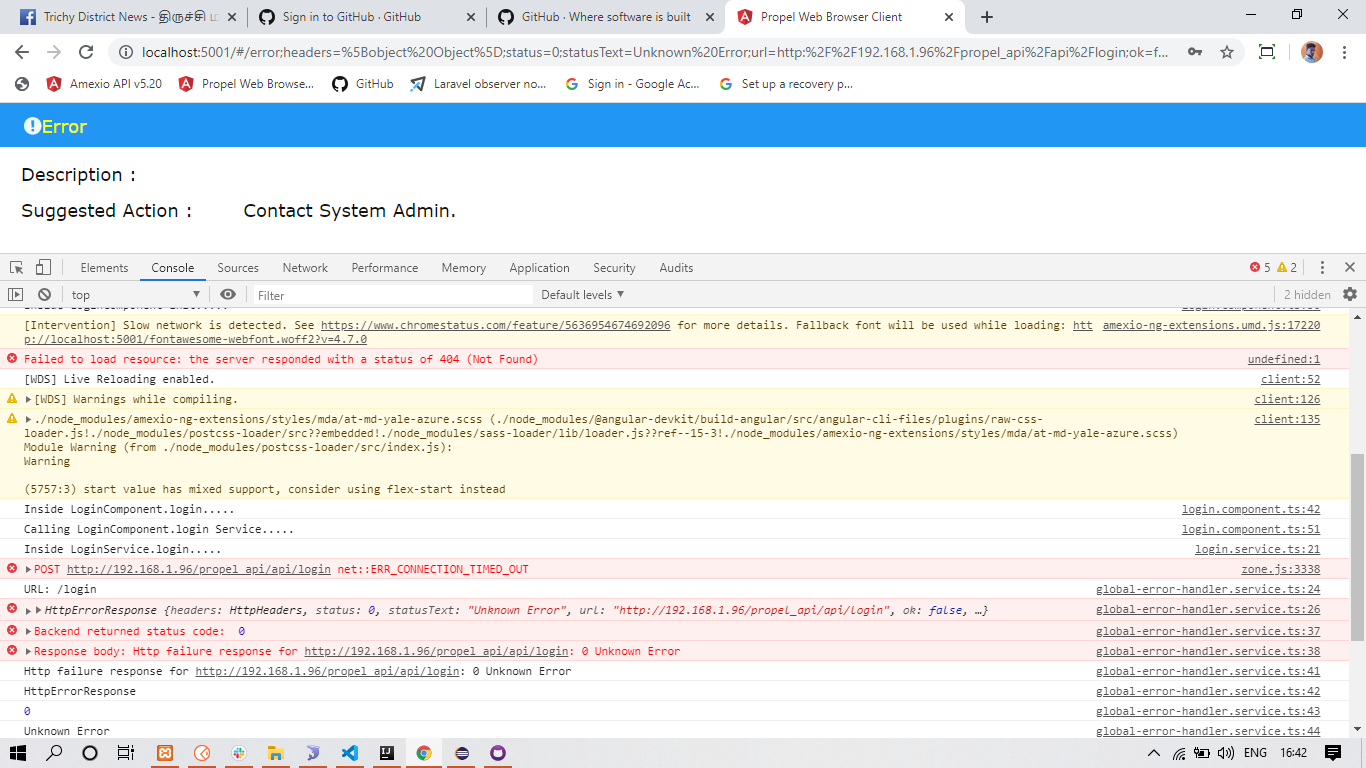 Trichy District News - திருச்சி
Sign in to GitHub · GitHub
GitHub · Where software is built
Propel Web Browser Client
localhost:5001/#/error;headers=%5Bobject%20Object%5D;status=0;statusText=Unknown%20Error;url=http:%2F%2F192.168.1.96%2Fpropel_api%2Fapi%2Flogin;ok=f...
Amexio API v5.20
Propel Web Browse...
GitHub
Laravel observer no...
Sign in - Google Ac...
Set up a recovery p...
Error
Description :
Suggested Action : Contact System Admin.
Elements Console Sources Network Performance Memory Application Security Audits 5 2
top Filter Default levels 2 hidden
[Intervention] Slow network is detected. See https://www.chromestatus.com/feature/5636954674692096 for more details. Fallback font will be used while loading: htt amexio-ng-extensions.umd.js:17220
p://localhost:5001/fontawesome-webfont.woff2?v=4.7.0
Failed to load resource: the server responded with a status of 404 (Not Found) undefined:1
[WDS] Live Reloading enabled. client:52
[WDS] Warnings while compiling. client:126
./node_modules/amexio-ng-extensions/styles/mda/at-md-yale-azure.scss (./node_modules/@angular-devkit/build-angular/src/angular-cli-files/plugins/raw-css- client:135
loader.js!./node_modules/postcss-loader/src??embedded!./node_modules/sass-loader/lib/loader.js??ref--15-3!./node_modules/amexio-ng-extensions/styles/mda/at-md-yale-azure.scss)
Module Warning (from ./node_modules/postcss-loader/src/index.js):
Warning
(5757:3) start value has mixed support, consider using flex-start instead
Inside LoginComponent.login..... login.component.ts:42
Calling LoginComponent.login Service..... login.component.ts:51
Inside LoginService.login..... login.service.ts:21
POST http://192.168.1.96/propel_api/api/login net::ERR_CONNECTION_TIMED_OUT zone.js:3338
URL: /login global-error-handler.service.ts:24
HttpErrorResponse {headers: HttpHeaders, status: 0, statusText: "Unknown Error", url: "http://192.168.1.96/propel_api/api/login", ok: false, …} global-error-handler.service.ts:26
Backend returned status code: 0 global-error-handler.service.ts:37
Response body: Http failure response for http://192.168.1.96/propel_api/api/login: 0 Unknown Error global-error-handler.service.ts:38
Http failure response for http://192.168.1.96/propel_api/api/login: 0 Unknown Error global-error-handler.service.ts:41
HttpErrorResponse global-error-handler.service.ts:42
0 global-error-handler.service.ts:43
Unknown Error global-error-handler.service.ts:44
ENG 16:42